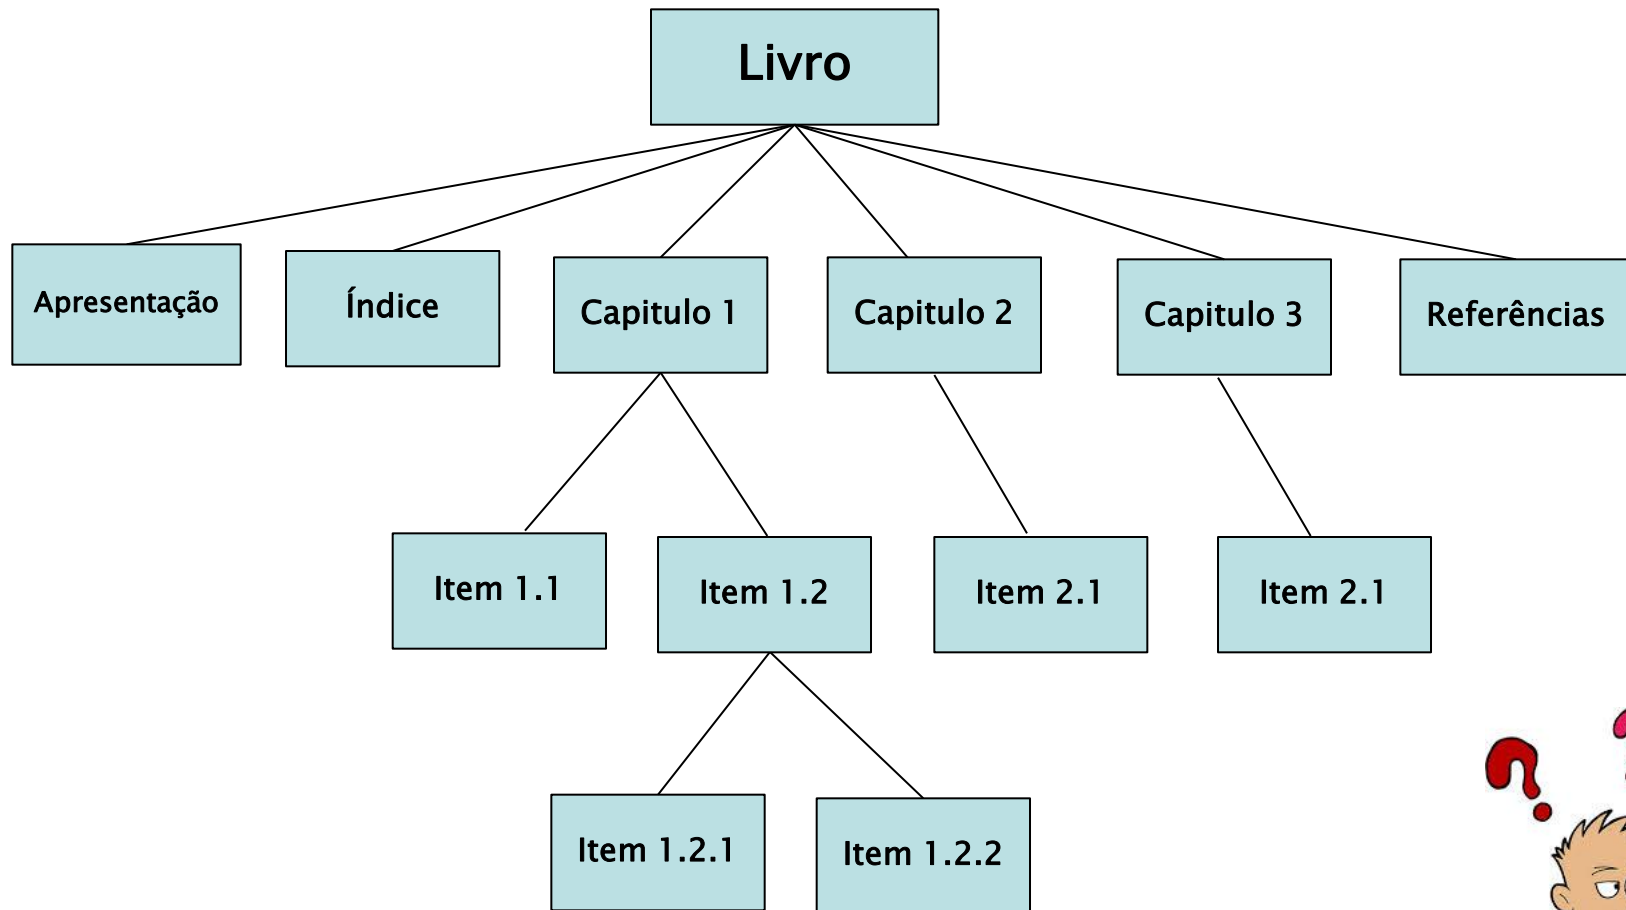 Livro
Apresentação
Índice
Capitulo 1
Capitulo 2
Capitulo 3
Referências
Item 1.1
Item 1.2
Item 2.1
Item 2.1
Item 1.2.1
Item 1.2.2